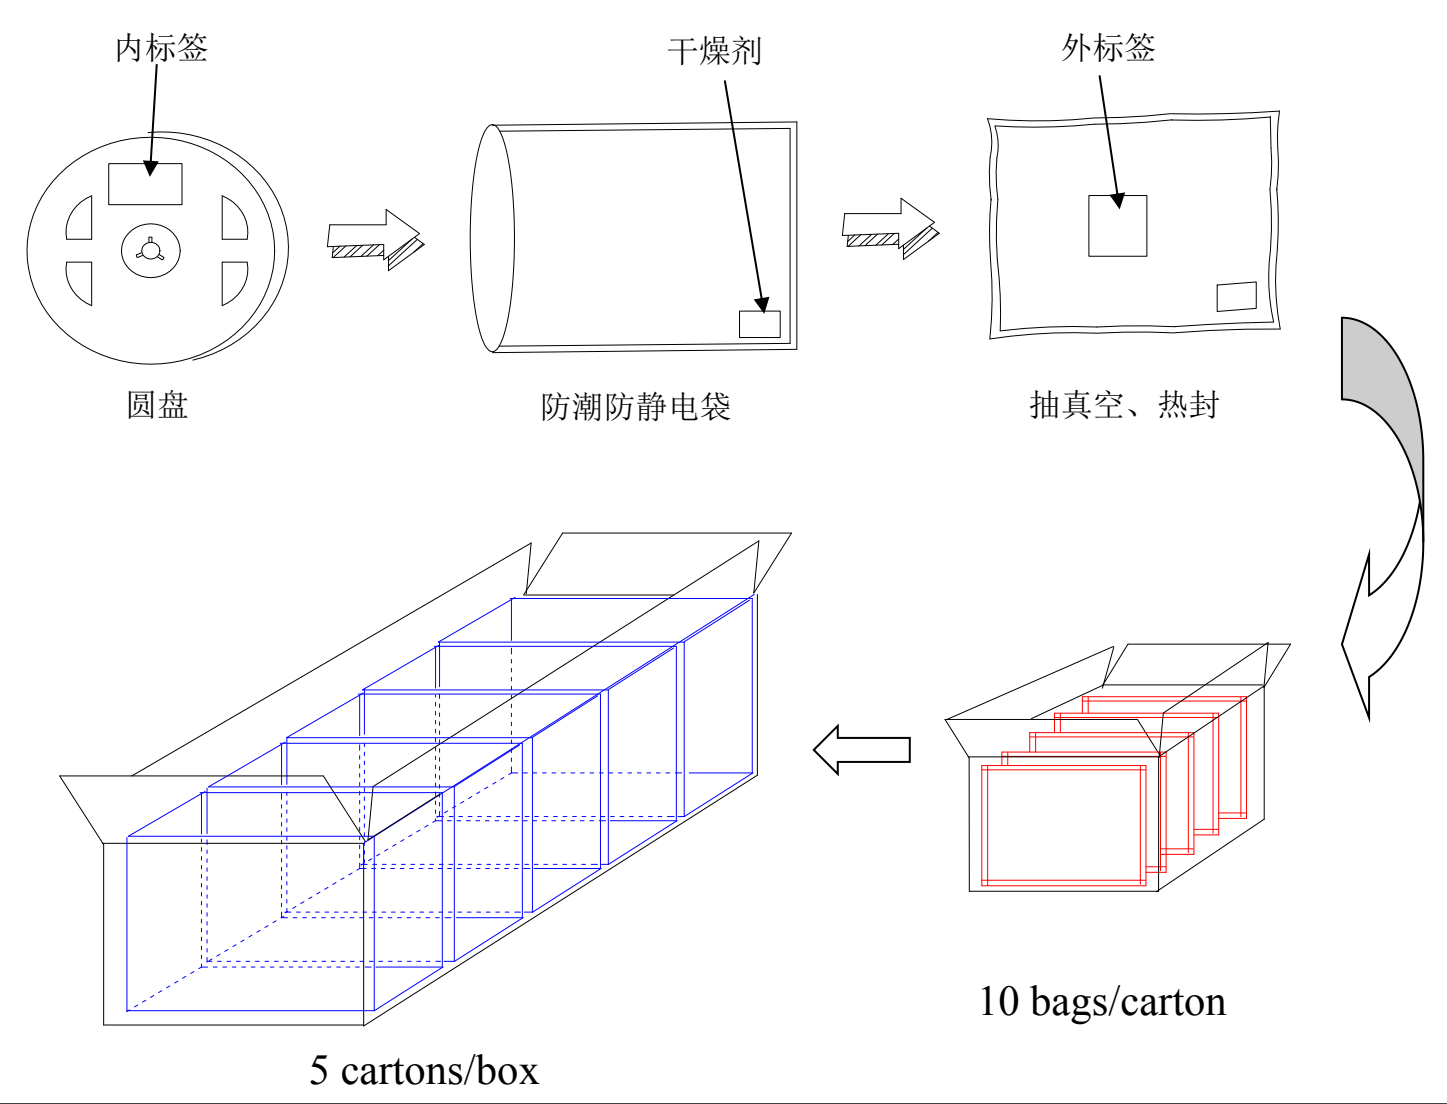 内标签
干燥剂
外标签
圆盘
防潮防静电袋
抽真空、热封
10 bags/carton
5 cartons/box